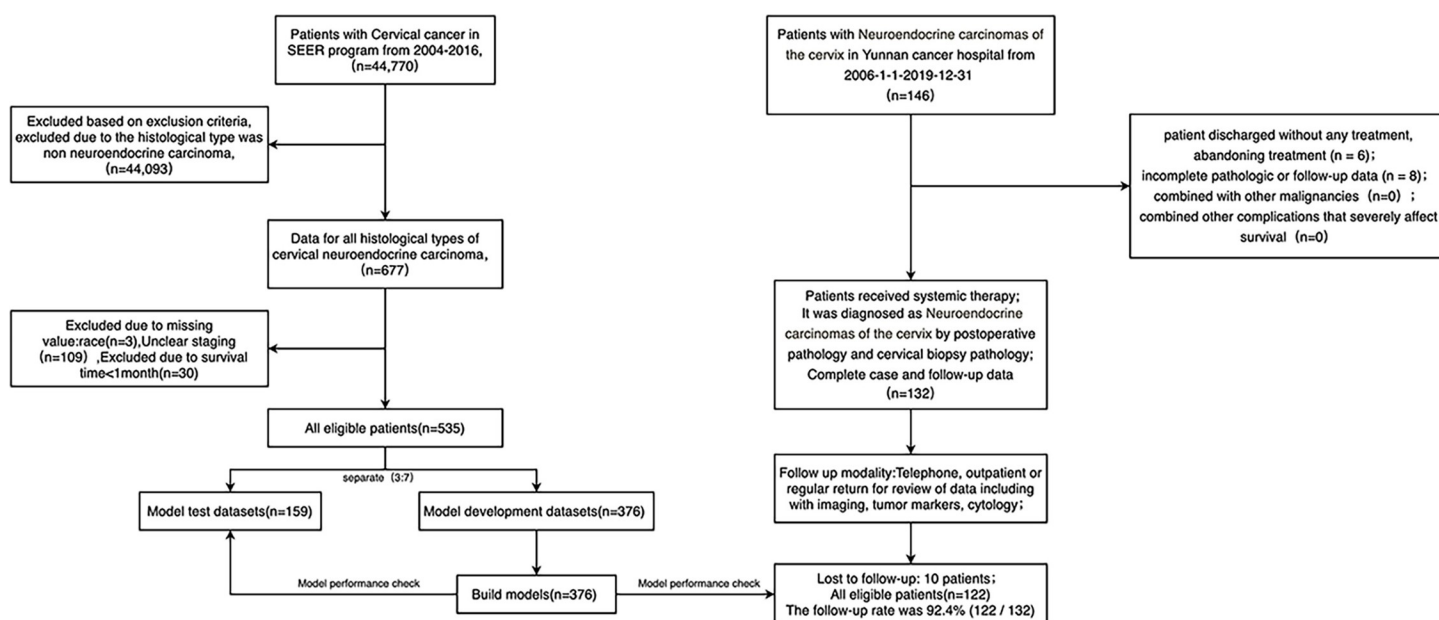 Patients with Cervical cancer in
SEER program from 2004-2016,
(n=44,770)
Excluded based on exclusion criteria,
excluded due to the histological type was
non neuroendocrine carcinoma,
(n=44,093)
Data for all histological types of
cervical neuroendocrine carcinoma,
(n=677)
Excluded due to missing
value:race(n=3),Unclear staging
(n=109) ,Excluded due to survival
time<1month(n=30)
All eligible patients(n=535)
separate (3:7)
Model test datasets(n=159)
Model development datasets(n=376)
Model performance check
Build models(n=376)
Model performance check
Patients with Neuroendocrine carcinomas of
the cervix in Yunnan cancer hospital from
2006-1-1-2019-12-31
(n=146)
patient discharged without any treatment,
abandoning treatment (n = 6);
incomplete pathologic or follow-up data (n = 8);
combined with other malignancies (n=0) ;
combined other complications that severely affect
survival (n=0)
Patients received systemic therapy;
It was diagnosed as Neuroendocrine
carcinomas of the cervix by postoperative
pathology and cervical biopsy pathology;
Complete case and follow-up data
(n=132)
Follow up modality:Telephone, outpatient or
regular return for review of data including
with imaging, tumor markers, cytology;
Lost to follow-up: 10 patients;
All eligible patients(n=122)
The follow-up rate was 92.4% (122 / 132)